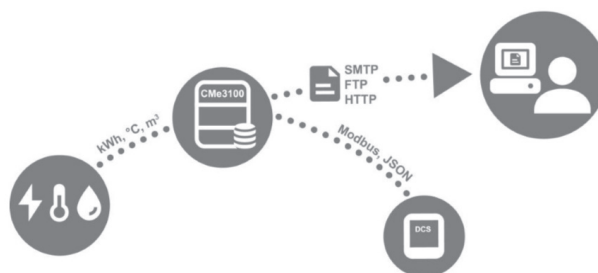 CMe3100
SMTP
FTP
HTTP
kWh, °C, m³
Modbus, JSON
DCS